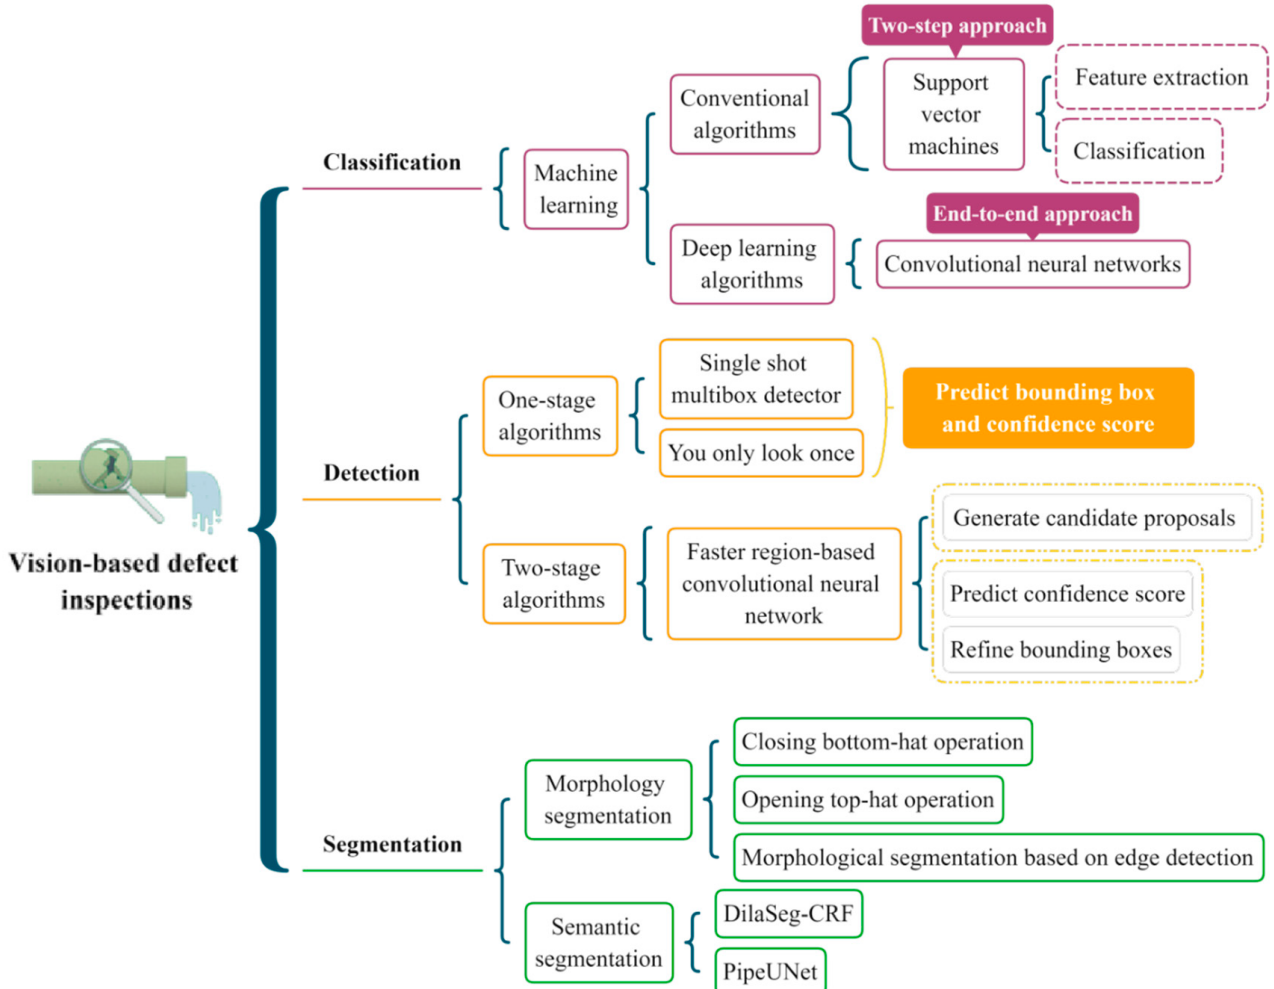 Two-step approach
Conventional
algorithms
Support
vector
machines
Feature extraction
Classification
Classification
Machine
learning
End-to-end approach
Deep learning
algorithms
Convolutional neural networks
Vision-based defect
inspections
Detection
One-stage
algorithms
Single shot
multibox detector
You only look once
Predict bounding box
and confidence score
Two-stage
algorithms
Faster region-based
convolutional neural
network
Generate candidate proposals
Predict confidence score
Refine bounding boxes
Segmentation
Morphology
segmentation
Closing bottom-hat operation
Opening top-hat operation
Morphological segmentation based on edge detection
Semantic
segmentation
DilaSeg-CRF
PipeUNet